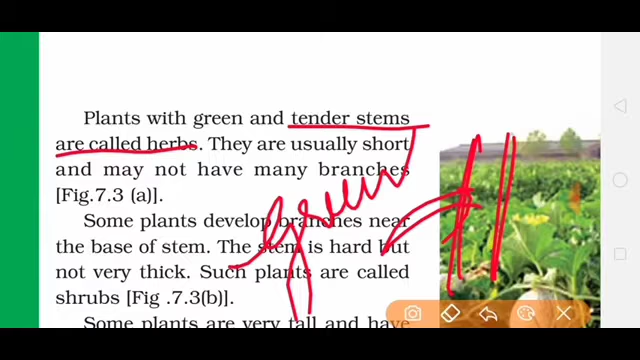 Plants with green and tender stems
are called herbs. They are usually short
and may not have many branches
[Fig.7.3 (a)].
green
Some plants develop branches near
the base of stem. The stem is hard but
not very thick. Such plants are called
shrubs [Fig .7.3(b)].
Some plants are very tall and have